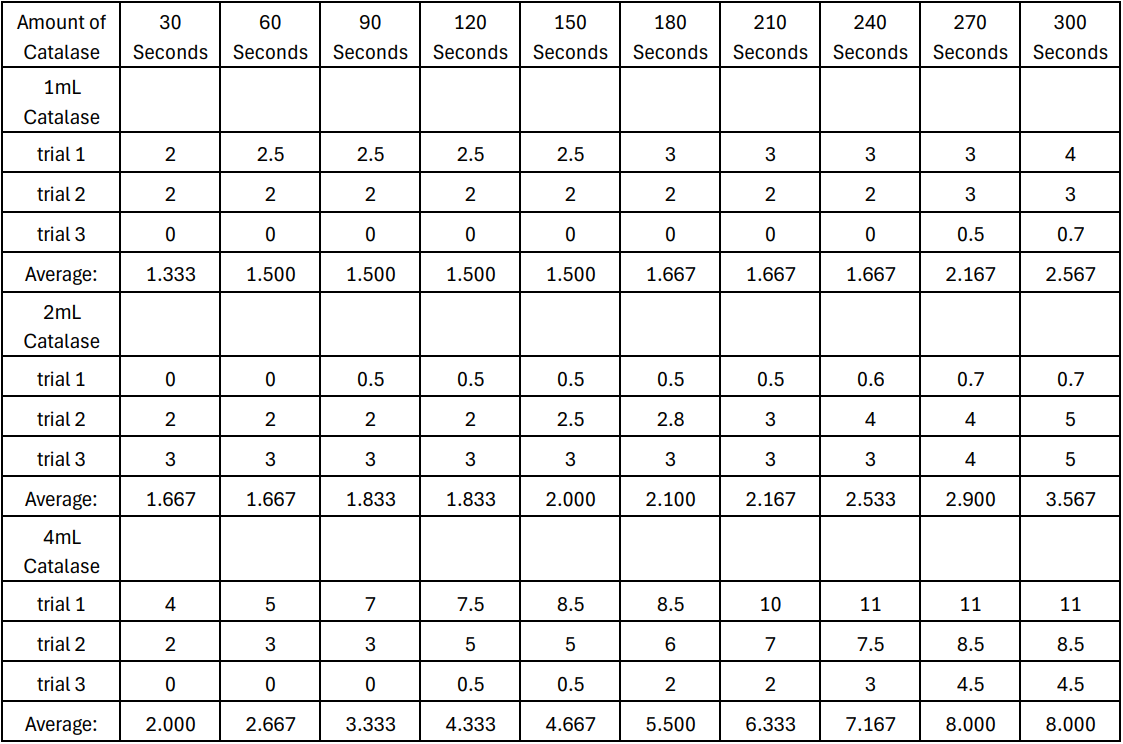 Amount of 30 60 90 120 150 180 210 240 270 300
Catalase Seconds Seconds Seconds Seconds Seconds Seconds Seconds Seconds Seconds Seconds
1mL
Catalase
trial 1 2 2.5 2.5 2.5 2.5 3 3 3 3 4
trial 2 2 2 2 2 2 2 2 2 3 3
trial 3 0 0 0 0 0 0 0 0 0.5 0.7
Average: 1.333 1.500 1.500 1.500 1.500 1.667 1.667 1.667 2.167 2.567
2mL
Catalase
trial 1 0 0 0.5 0.5 0.5 0.5 0.5 0.6 0.7 0.7
trial 2 2 2 2 2 2.5 2.8 3 4 4 5
trial 3 3 3 3 3 3 3 3 3 4 5
Average: 1.667 1.667 1.833 1.833 2.000 2.100 2.167 2.533 2.900 3.567
4mL
Catalase
trial 1 4 5 7 7.5 8.5 8.5 10 11 11 11
trial 2 2 3 3 5 5 6 7 7.5 8.5 8.5
trial 3 0 0 0 0.5 0.5 2 2 3 4.5 4.5
Average: 2.000 2.667 3.333 4.333 4.667 5.500 6.333 7.167 8.000 8.000